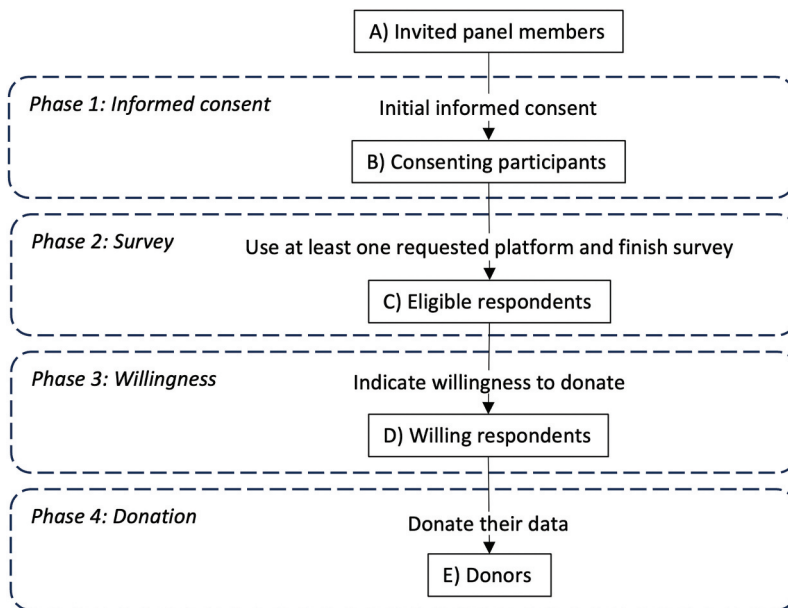 A) Invited panel members
Phase 1: Informed consent
Initial informed consent
B) Consenting participants
Phase 2: Survey
Use at least one requested platform and finish survey
C) Eligible respondents
Phase 3: Willingness
Indicate willingness to donate
D) Willing respondents
Phase 4: Donation
Donate their data
E) Donors